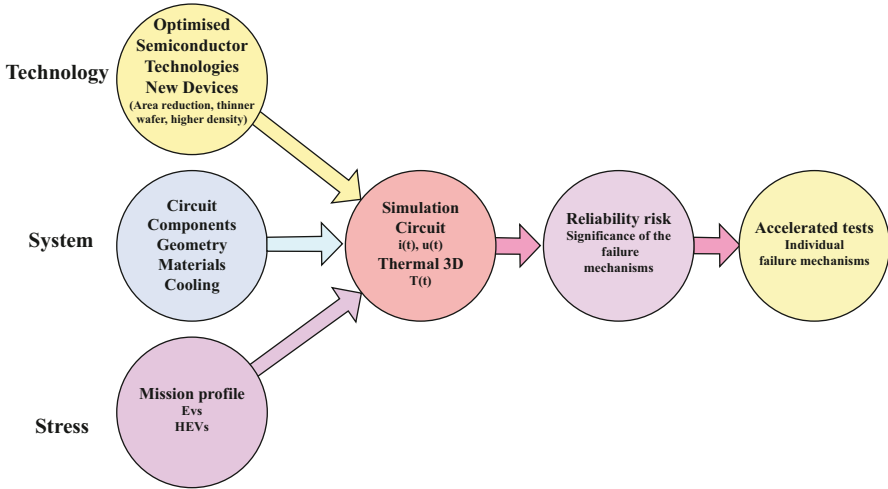 Technology
Optimised
Semiconductor
Technologies
New Devices
(Area reduction, thinner
wafer, higher density)
System
Circuit
Components
Geometry
Materials
Cooling
Stress
Mission profile
Evs
HEVs
Simulation
Circuit
i(t), u(t)
Thermal 3D
T(t)
Reliability risk
Significance of the
failure
mechanisms
Accelerated tests
Individual
failure mechanisms